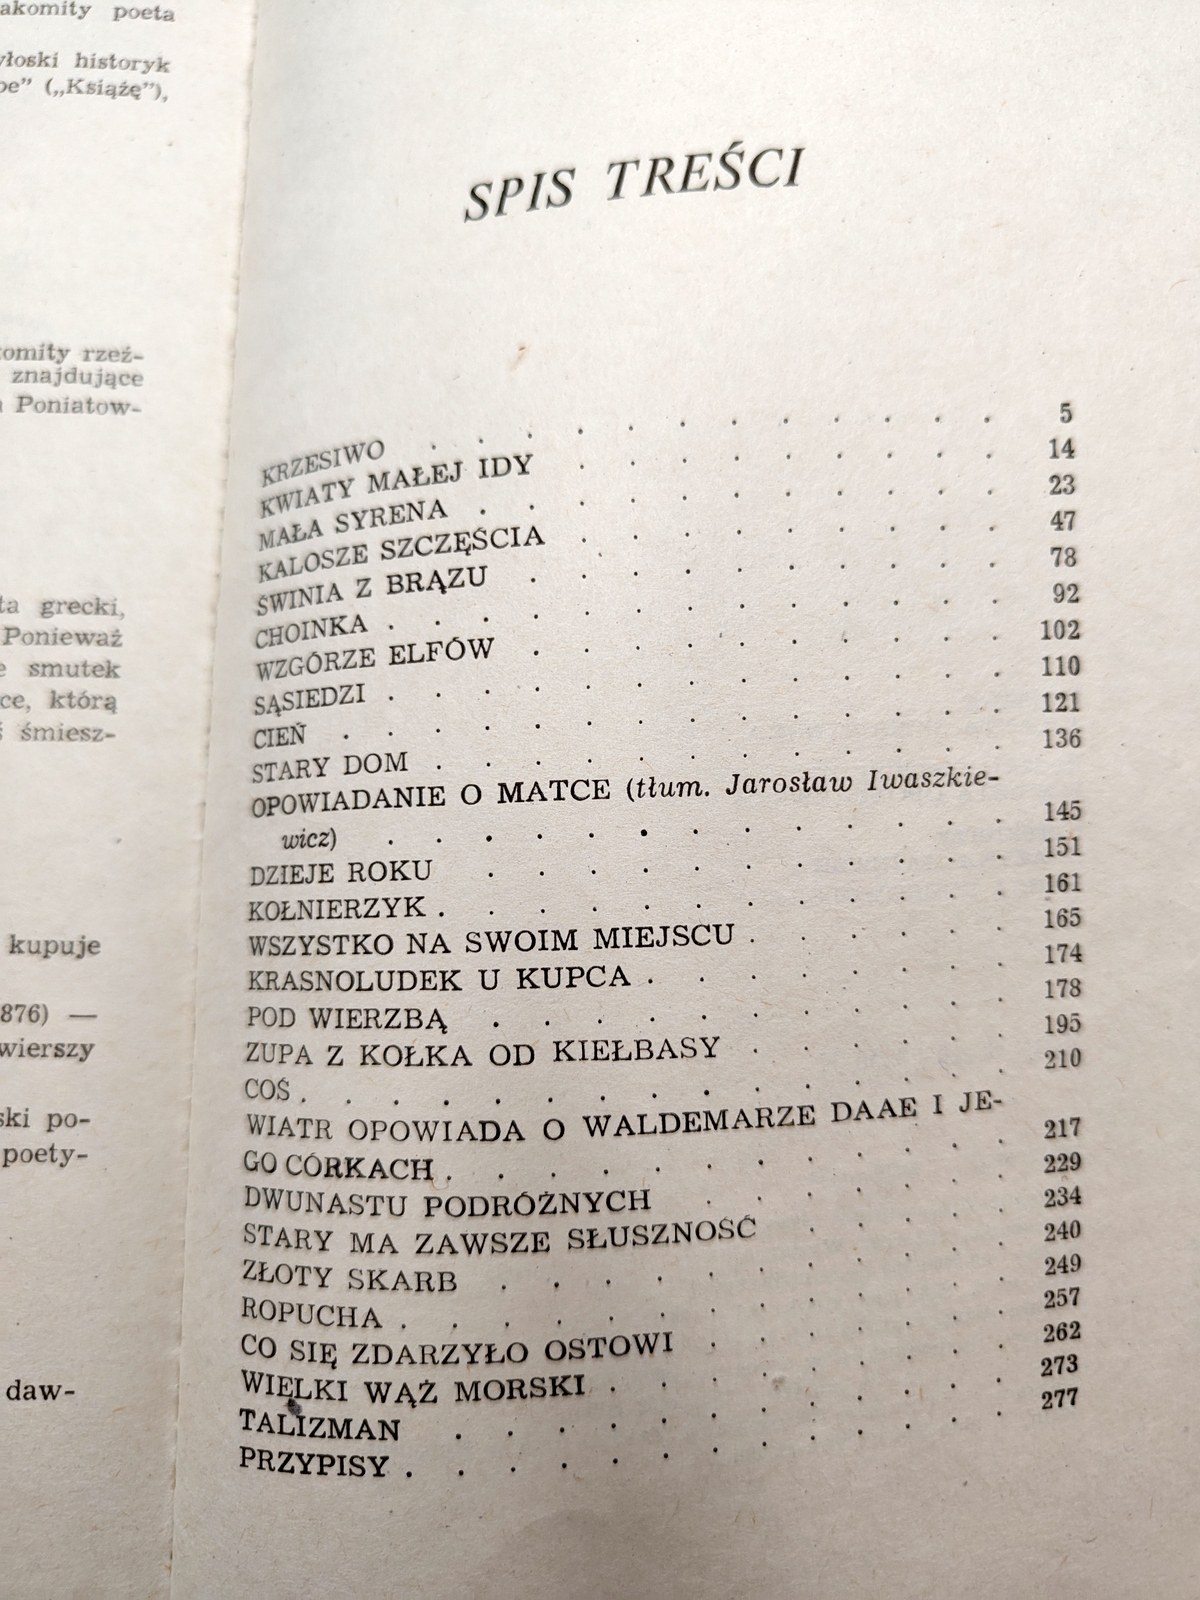 akomity poeta
włoski historyk
pe” („Książę”),
komity rzeź-
znajdujące
Poniatow-
ta grecki,
Ponieważ
e smutek
ce, którą
ś śmiesz-
kupuje
876) —
wierszy
ski po-
poety-
daw-
SPIS TREŚCI
KRZESIWO . . . . . . . . . . . . 5
KWIATY MAŁEJ IDY . . . . . . . . . 14
MAŁA SYRENA . . . . . . . . . . . 23
KALOSZE SZCZĘŚCIA . . . . . . . . . 47
ŚWINIA Z BRĄZU . . . . . . . . . . 78
CHOINKA . . . . . . . . . . . . . 92
WZGÓRZE ELFÓW . . . . . . . . . . 102
SĄSIEDZI . . . . . . . . . . . . . 110
CIEŃ . . . . . . . . . . . . . . 121
STARY DOM . . . . . . . . . . . . 136
OPOWIADANIE O MATCE (tłum. Jarosław Iwaszkie-
wicz) . . . . . . . . . . . . . 145
DZIEJE ROKU . . . . . . . . . . . 151
KOŁNIERZYK . . . . . . . . . . . . 161
WSZYSTKO NA SWOIM MIEJSCU . . . . . . 165
KRASNOLUDEK U KUPCA . . . . . . . . 174
POD WIERZBĄ . . . . . . . . . . . 178
ZUPA Z KOŁKA OD KIEŁBASY . . . . . . 195
COŚ . . . . . . . . . . . . . . . 210
WIATR OPOWIADA O WALDEMARZE DAAE I JE-
GO CÓRKACH . . . . . . . . . . . . 217
DWUNASTU PODRÓŻNYCH . . . . . . . 229
STARY MA ZAWSZE SŁUSZNOŚĆ . . . . . 234
ZŁOTY SKARB . . . . . . . . . . . 240
ROPUCHA . . . . . . . . . . . . . 249
CO SIĘ ZDARZYŁO OSTOWI . . . . . . . 257
WIELKI WĄŻ MORSKI . . . . . . . . . 262
TALIZMAN . . . . . . . . . . . . 273
PRZYPISY . . . . . . . . . . . . . 277